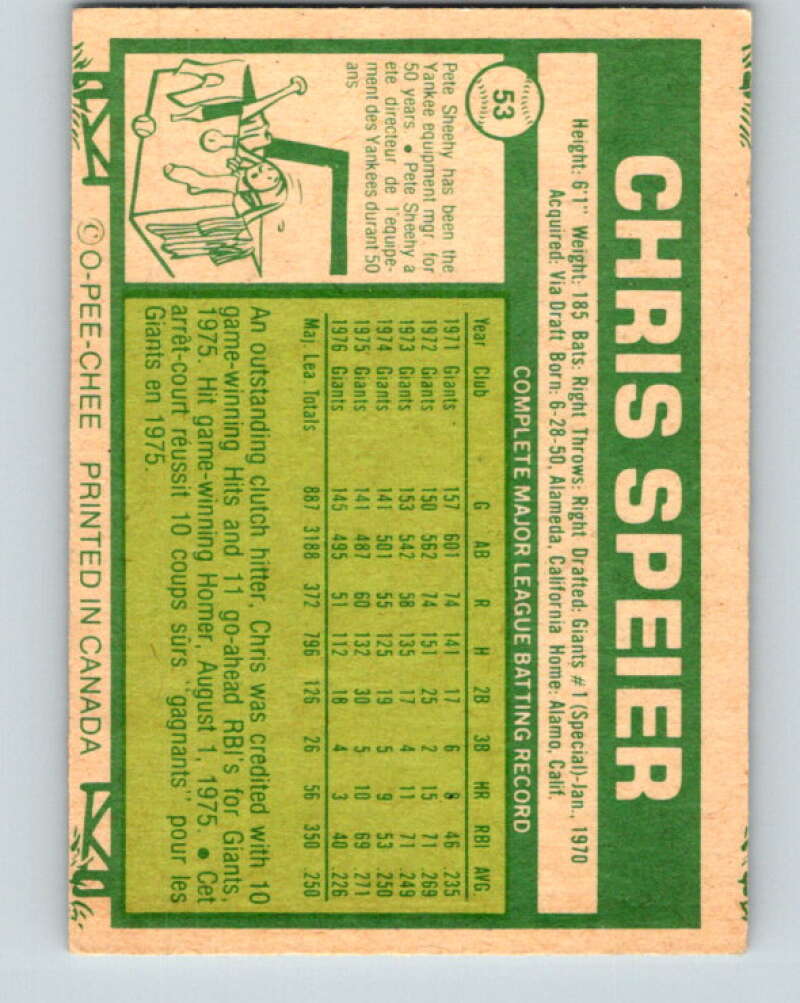 53
CHRIS SPEIER
Height: 6'1" Weight: 185 Bats: Right Throws: Right Drafted: Giants #1 (Special)-Jan., 1970
Acquired: Via Draft Born: 6-28-50, Alameda, California Home: Alamo, Calif.
COMPLETE MAJOR LEAGUE BATTING RECORD
Pete Sheehy has been the
Yankee equipment mgr. for
50 years. • Pete Sheehy a
ete directeur de l'equipe-
ment des Yankees durant 50
ans
Year Club G AB R H 2B 3B HR RBI AVG
1971 Giants 157 601 74 141 17 6 8 46 .235
1972 Giants 150 562 74 151 25 2 15 71 .269
1973 Giants 153 542 58 135 17 4 11 71 .249
1974 Giants 141 501 55 125 19 5 9 53 .250
1975 Giants 141 487 60 132 30 5 10 69 .271
1976 Giants 145 495 51 112 18 4 3 40 .226
Maj. Lea. Totals 887 3188 372 796 126 26 56 350 .250
An outstanding clutch hitter, Chris was credited with 10
game-winning Hits and 11 go-ahead RBI's for Giants,
1975. Hit game-winning Homer, August 1, 1975. • Cet
arrêt-court réussit 10 coups sûrs "gagnants" pour les
Giants en 1975.
© O-PEE-CHEE PRINTED IN CANADA